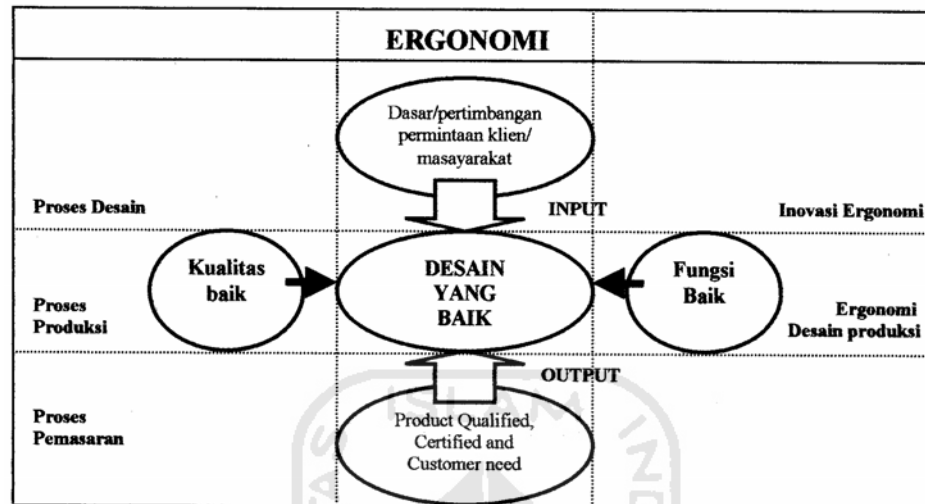 ERGONOMI
Dasar/pertimbangan
permintaan klien/
masayarakat
Proses Desain
INPUT
Inovasi Ergonomi
Kualitas
baik
DESAIN
YANG
BAIK
Fungsi
Baik
Proses
Produksi
Ergonomi
Desain produksi
OUTPUT
ISLAM
Proses
Pemasaran
Product Qualified,
Certified and
Customer need